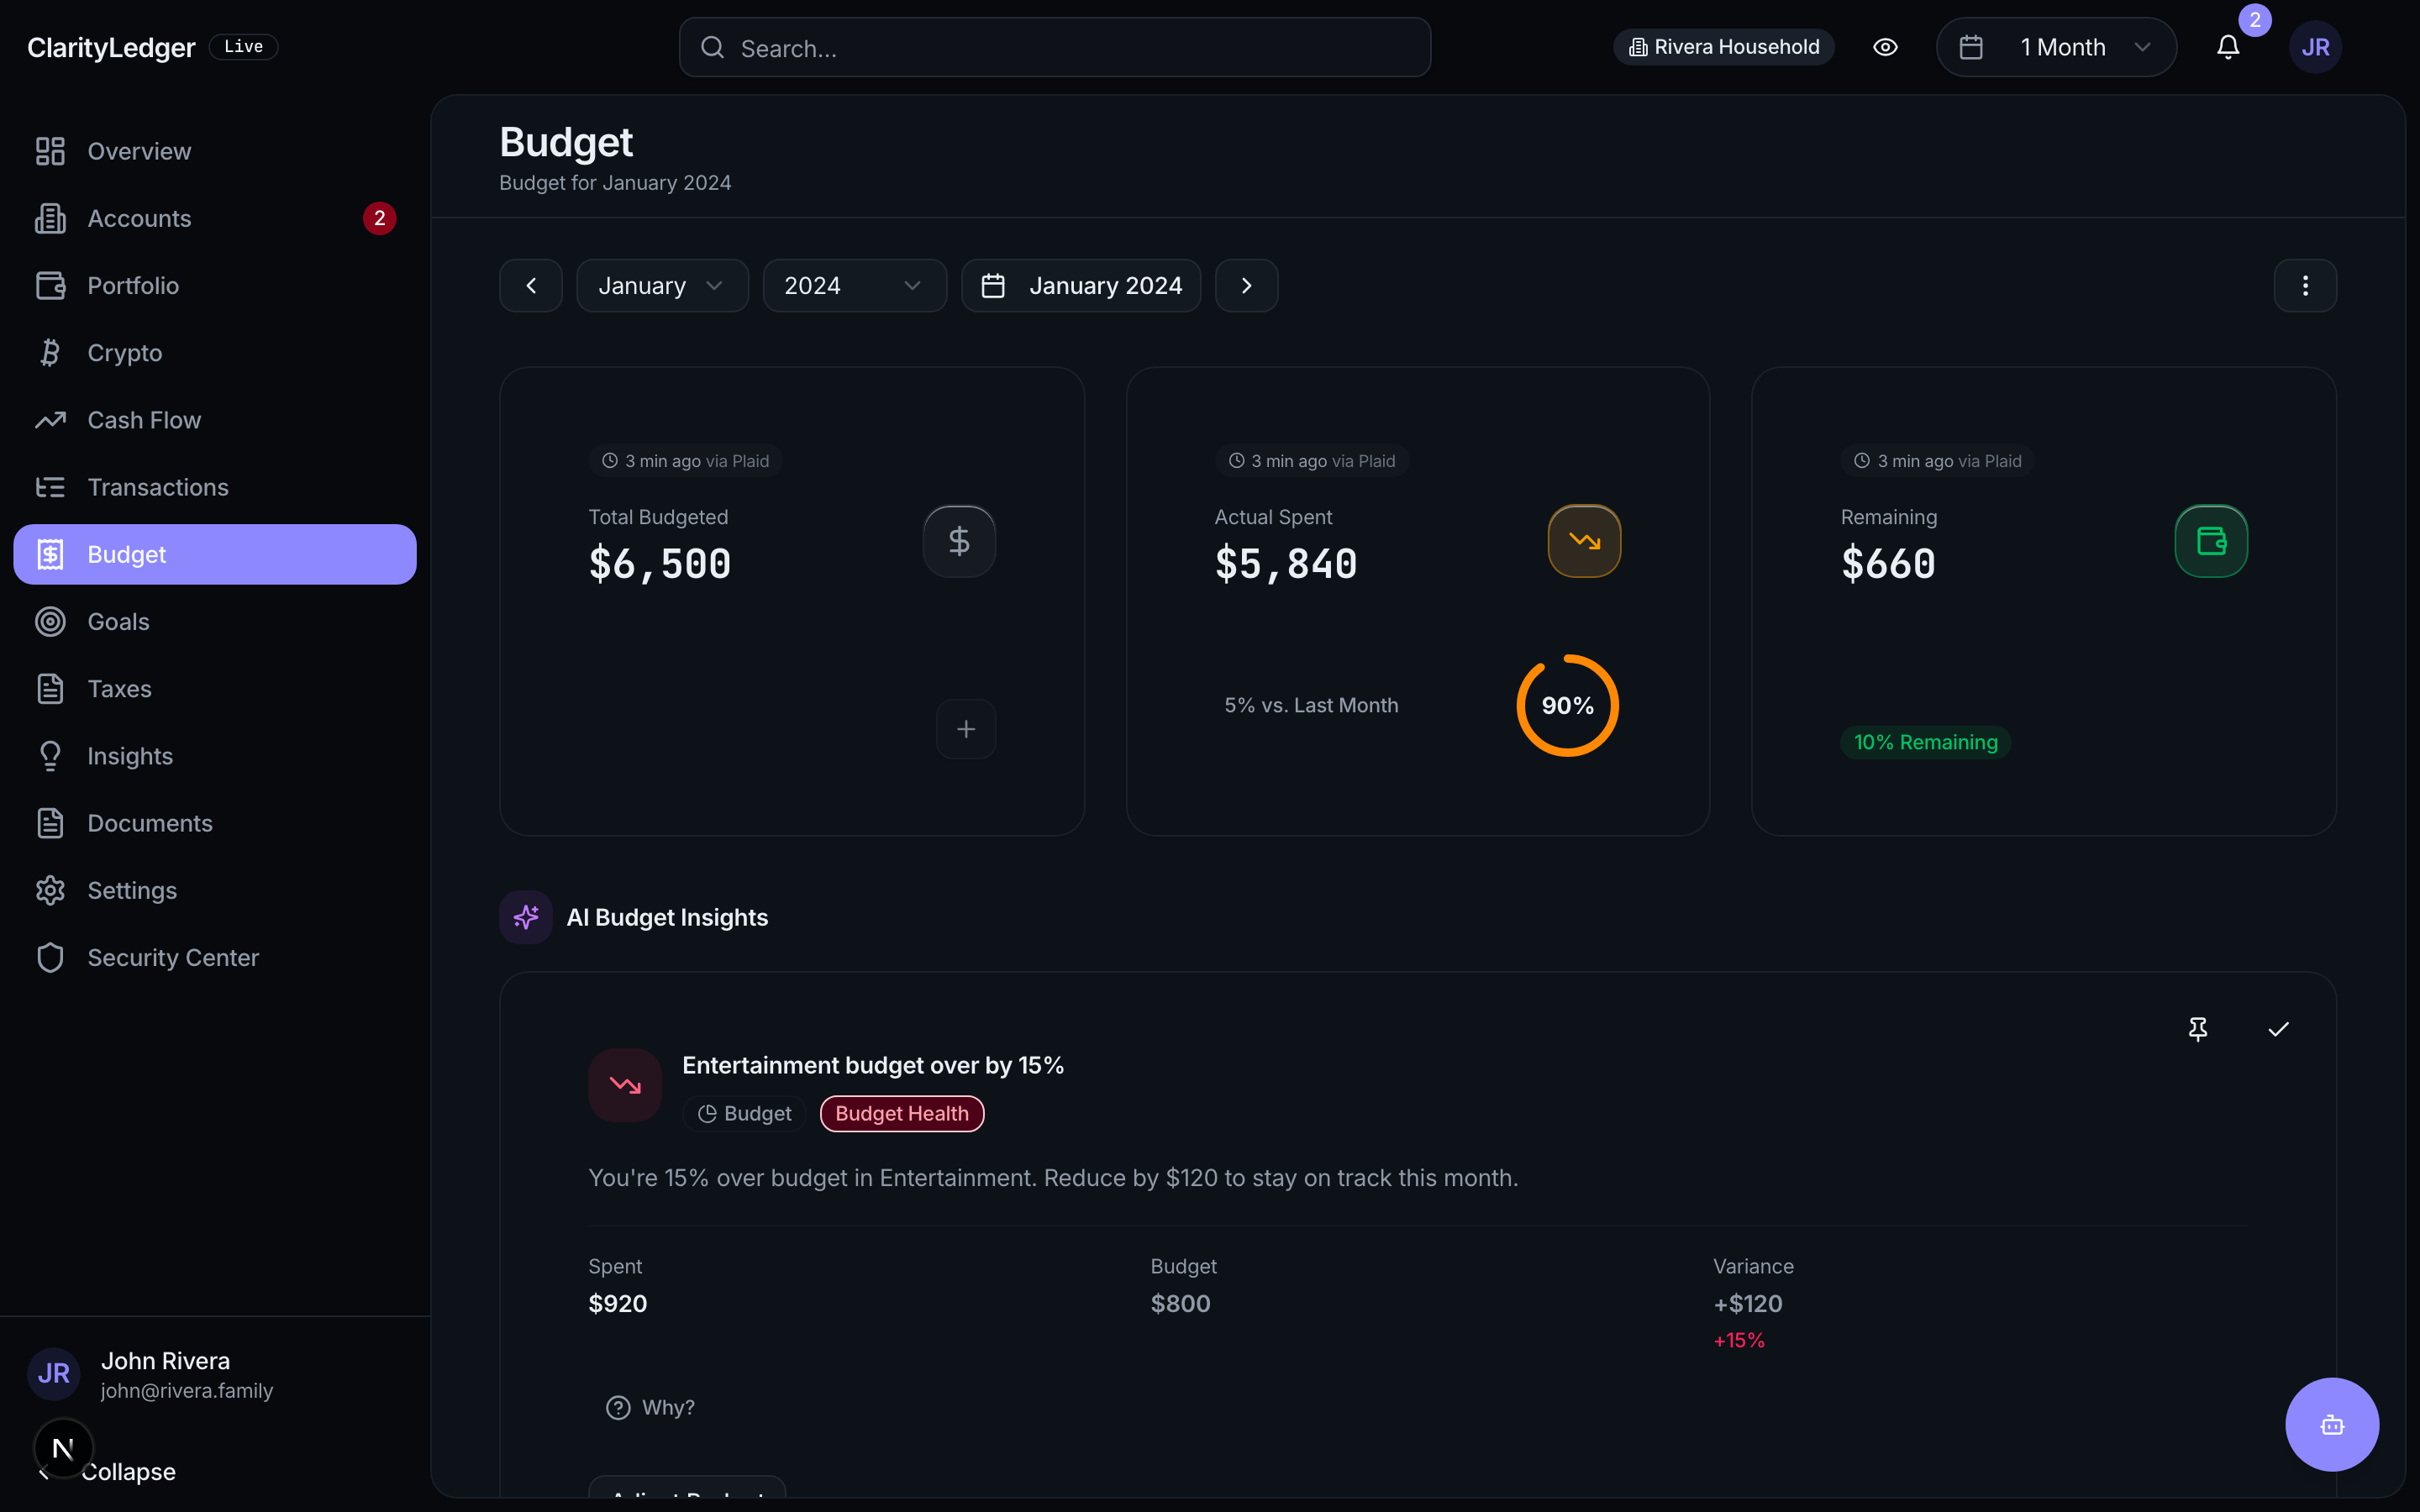 ClarityLedger
Live
Search...
Rivera Household
1 Month
2
JR
Overview
Accounts
2
Portfolio
Crypto
Cash Flow
Transactions
Budget
Goals
Taxes
Insights
Documents
Settings
Security Center
JR
John Rivera
john@rivera.family
N
Collapse
Budget
Budget for January 2024
January
2024
January 2024
3 min ago via Plaid
Total Budgeted
$6,500
3 min ago via Plaid
Actual Spent
$5,840
5% vs. Last Month
90%
3 min ago via Plaid
Remaining
$660
10% Remaining
AI Budget Insights
Entertainment budget over by 15%
Budget
Budget Health
You're 15% over budget in Entertainment. Reduce by $120 to stay on track this month.
Spent
$920
Budget
$800
Variance
+$120
+15%
Why?
Adjust Budget